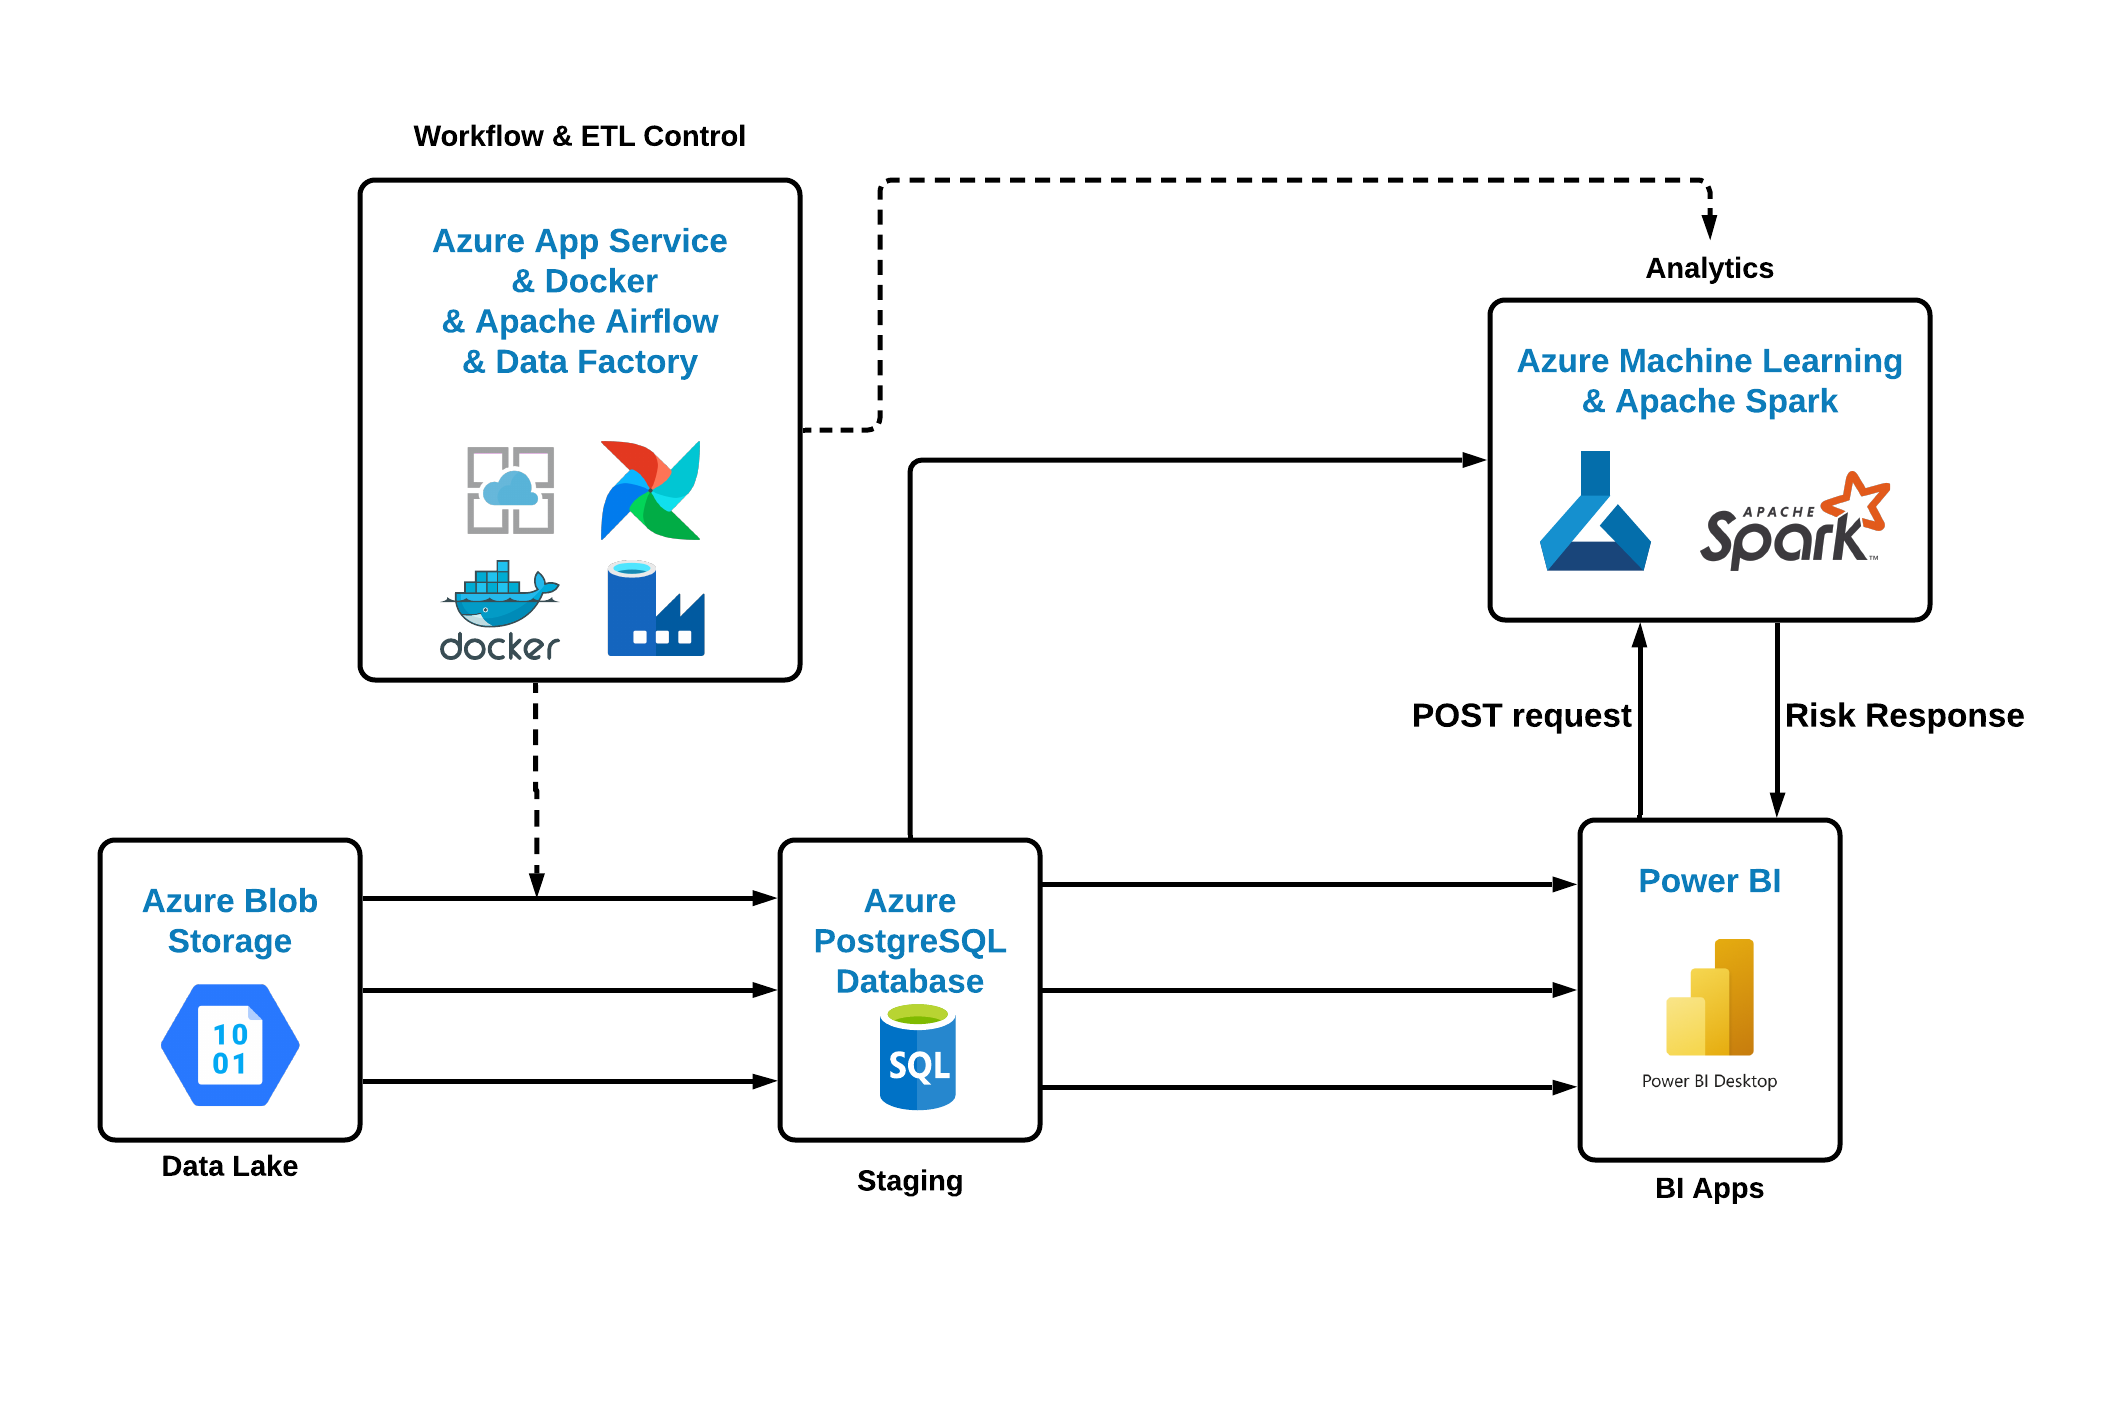 Workflow & ETL Control
Azure App Service
& Docker
& Apache Airflow
& Data Factory
docker
Analytics
Azure Machine Learning
& Apache Spark
APACHE
Spark™
POST request
Risk Response
Azure Blob
Storage
10
01
Data Lake
Azure
PostgreSQL
Database
SQL
Staging
Power BI
Power BI Desktop
BI Apps